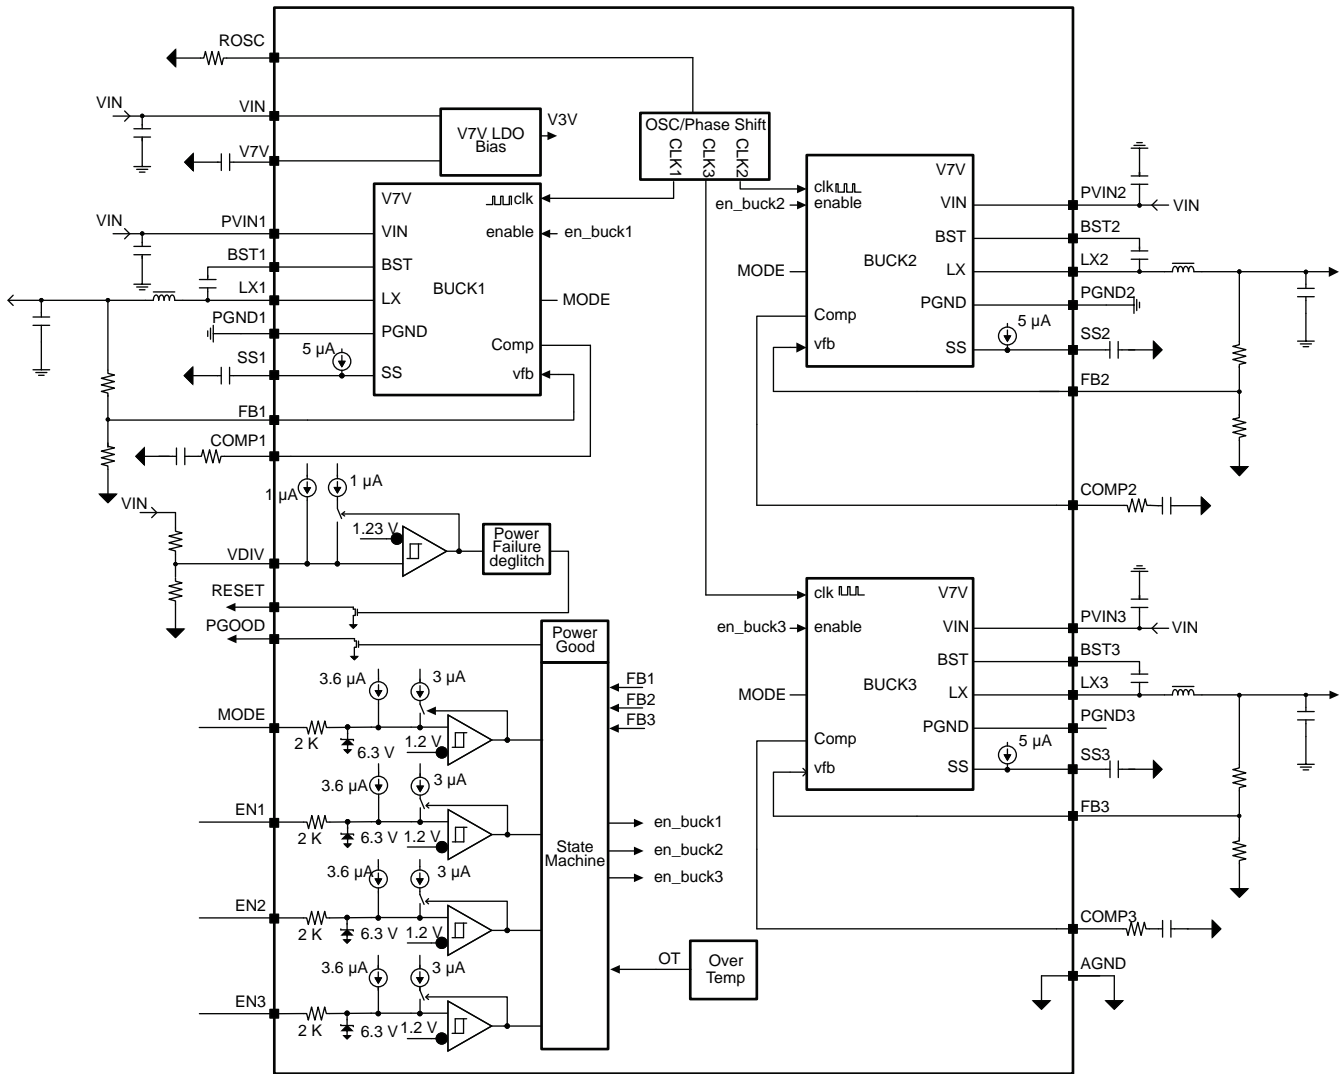 ROSC
VIN
VIN
V7V
V7V LDO
Bias
V3V
OSC/Phase Shift
CLK1
CLK3
CLK2
VIN
PVIN1
BST1
LX1
PGND1
SS1
5 µA
FB1
COMP1
V7V
VIN
BST
LX
PGND
SS
BUCK1
clk
enable
Comp
vfb
en_buck1
MODE
en_buck2
MODE
clk
enable
Comp
vfb
BUCK2
V7V
VIN
BST
LX
PGND
SS
5 µA
PVIN2
VIN
BST2
LX2
PGND2
SS2
FB2
COMP2
VIN
VDIV
1 µA
1 µA
1.23 V
Power
Failure
deglitch
RESET
PGOOD
Power
Good
State
Machine
FB1
FB2
FB3
en_buck1
en_buck2
en_buck3
OT
Over
Temp
MODE
2 K
6.3 V
3.6 µA
3 µA
1.2 V
EN1
2 K
6.3 V
3.6 µA
3 µA
1.2 V
EN2
2 K
6.3 V
3.6 µA
3 µA
1.2 V
EN3
2 K
6.3 V
3.6 µA
3 µA
1.2 V
en_buck3
MODE
clk
enable
Comp
vfb
BUCK3
V7V
VIN
BST
LX
PGND
SS
5 µA
PVIN3
VIN
BST3
LX3
PGND3
SS3
FB3
COMP3
AGND